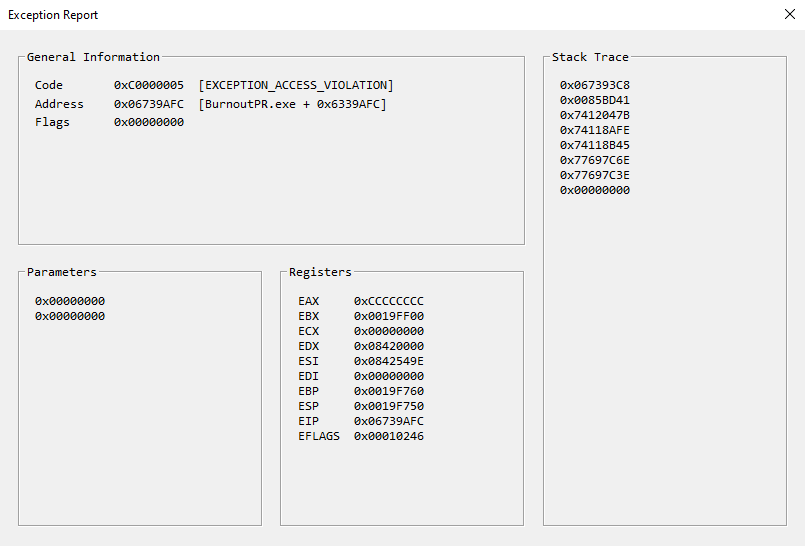 Exception Report
General Information
Code 0xC0000005 [EXCEPTION_ACCESS_VIOLATION]
Address 0x06739AFC [BurnoutPR.exe + 0x6339AFC]
Flags 0x00000000
Stack Trace
0x067393C8
0x0085BD41
0x7412047B
0x74118AFE
0x74118B45
0x77697C6E
0x77697C3E
0x00000000
Parameters
0x00000000
0x00000000
Registers
EAX 0xCCCCCCCC
EBX 0x0019FF00
ECX 0x00000000
EDX 0x08420000
ESI 0x0842549E
EDI 0x00000000
EBP 0x0019F760
ESP 0x0019F750
EIP 0x06739AFC
EFLAGS 0x00010246